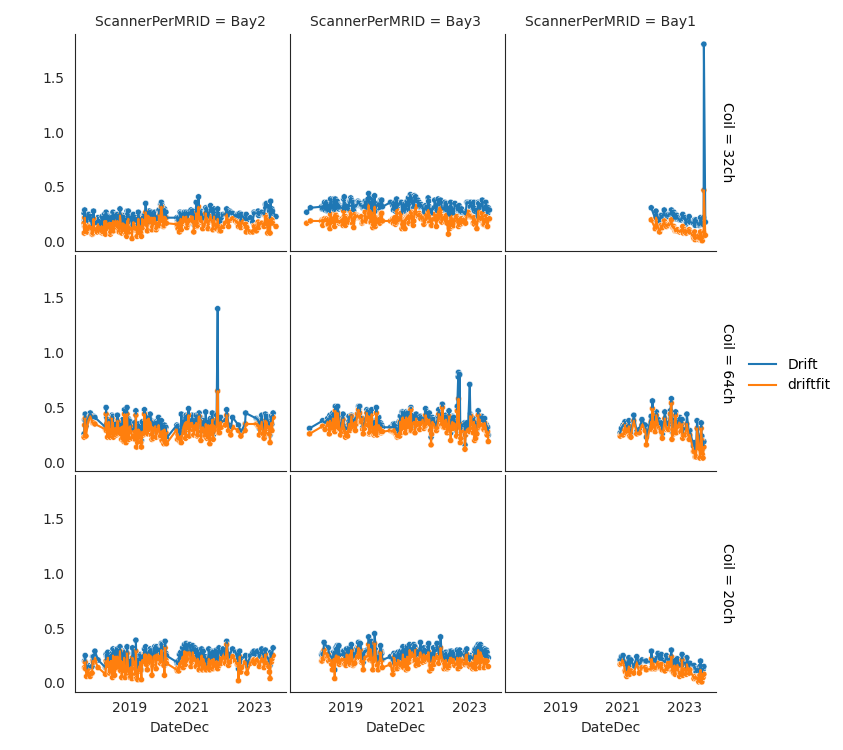 ScannerPerMRID = Bay2
ScannerPerMRID = Bay3
ScannerPerMRID = Bay1
1.5
1.0
0.5
0.0
Coil = 32ch
1.5
1.0
0.5
0.0
Coil = 64ch
Drift
driftfit
1.5
1.0
0.5
0.0
Coil = 20ch
2019 2021 2023
2019 2021 2023
2019 2021 2023
DateDec
DateDec
DateDec